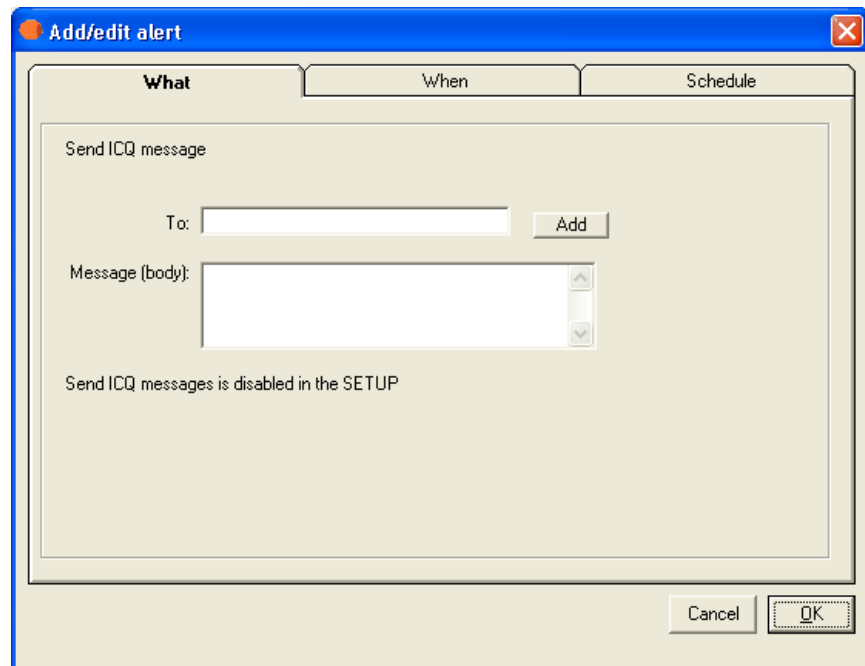 Add/edit alert
What When Schedule
Send ICQ message
To: Add
Message (body):
Send ICQ messages is disabled in the SETUP
Cancel OK